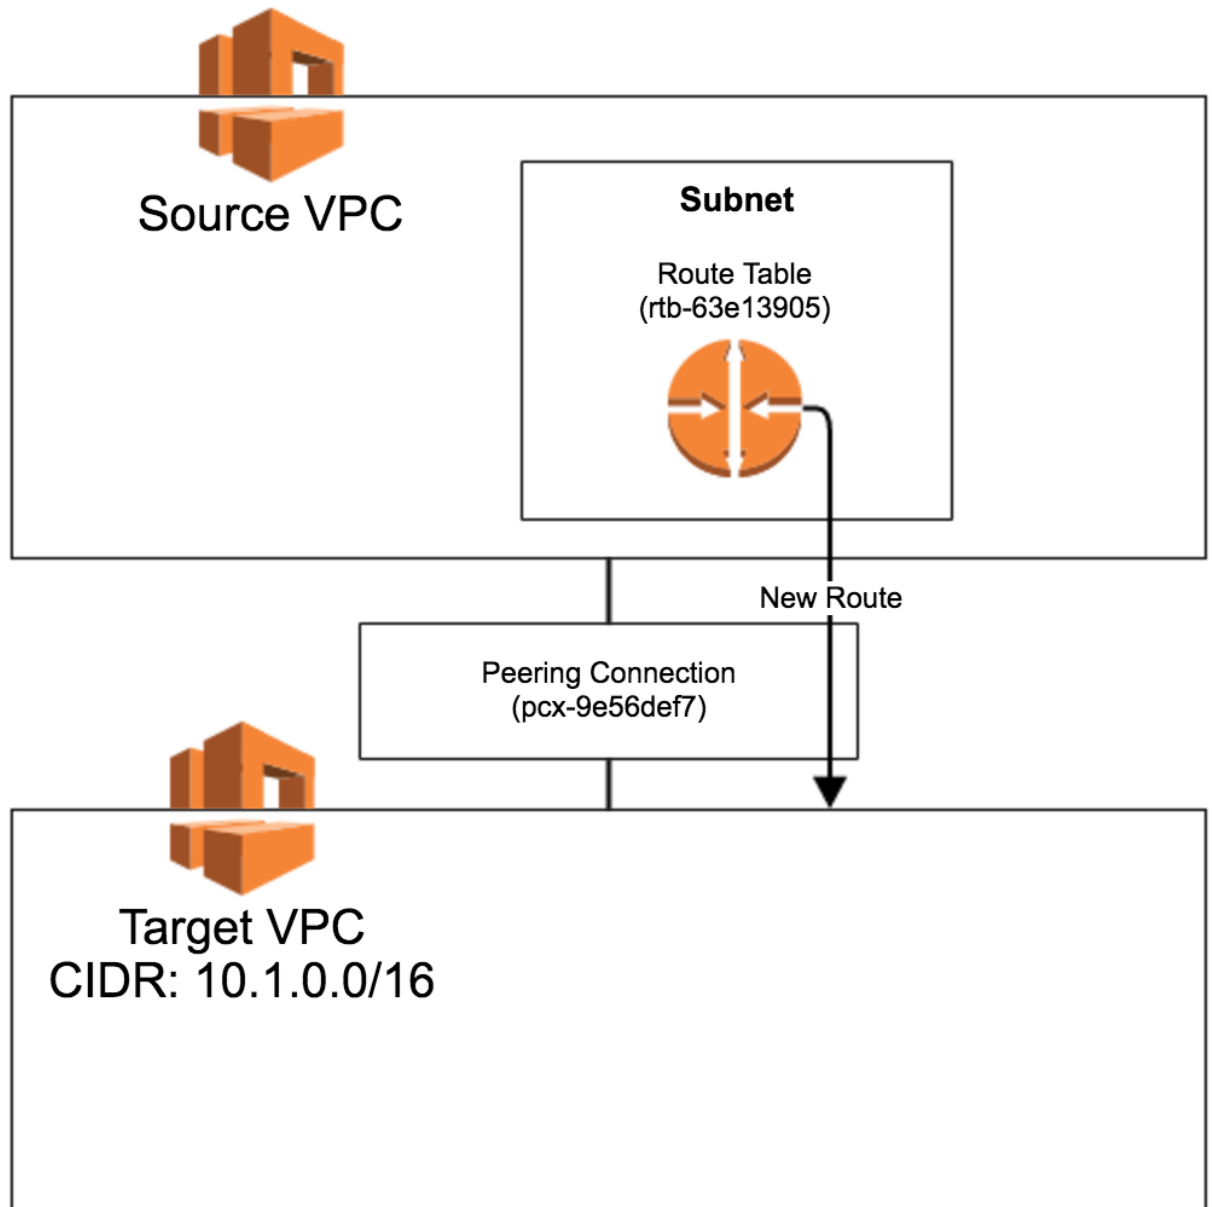 Source VPC
Subnet
Route Table
(rtb-63e13905)
New Route
Peering Connection
(pcx-9e56def7)
Target VPC
CIDR: 10.1.0.0/16